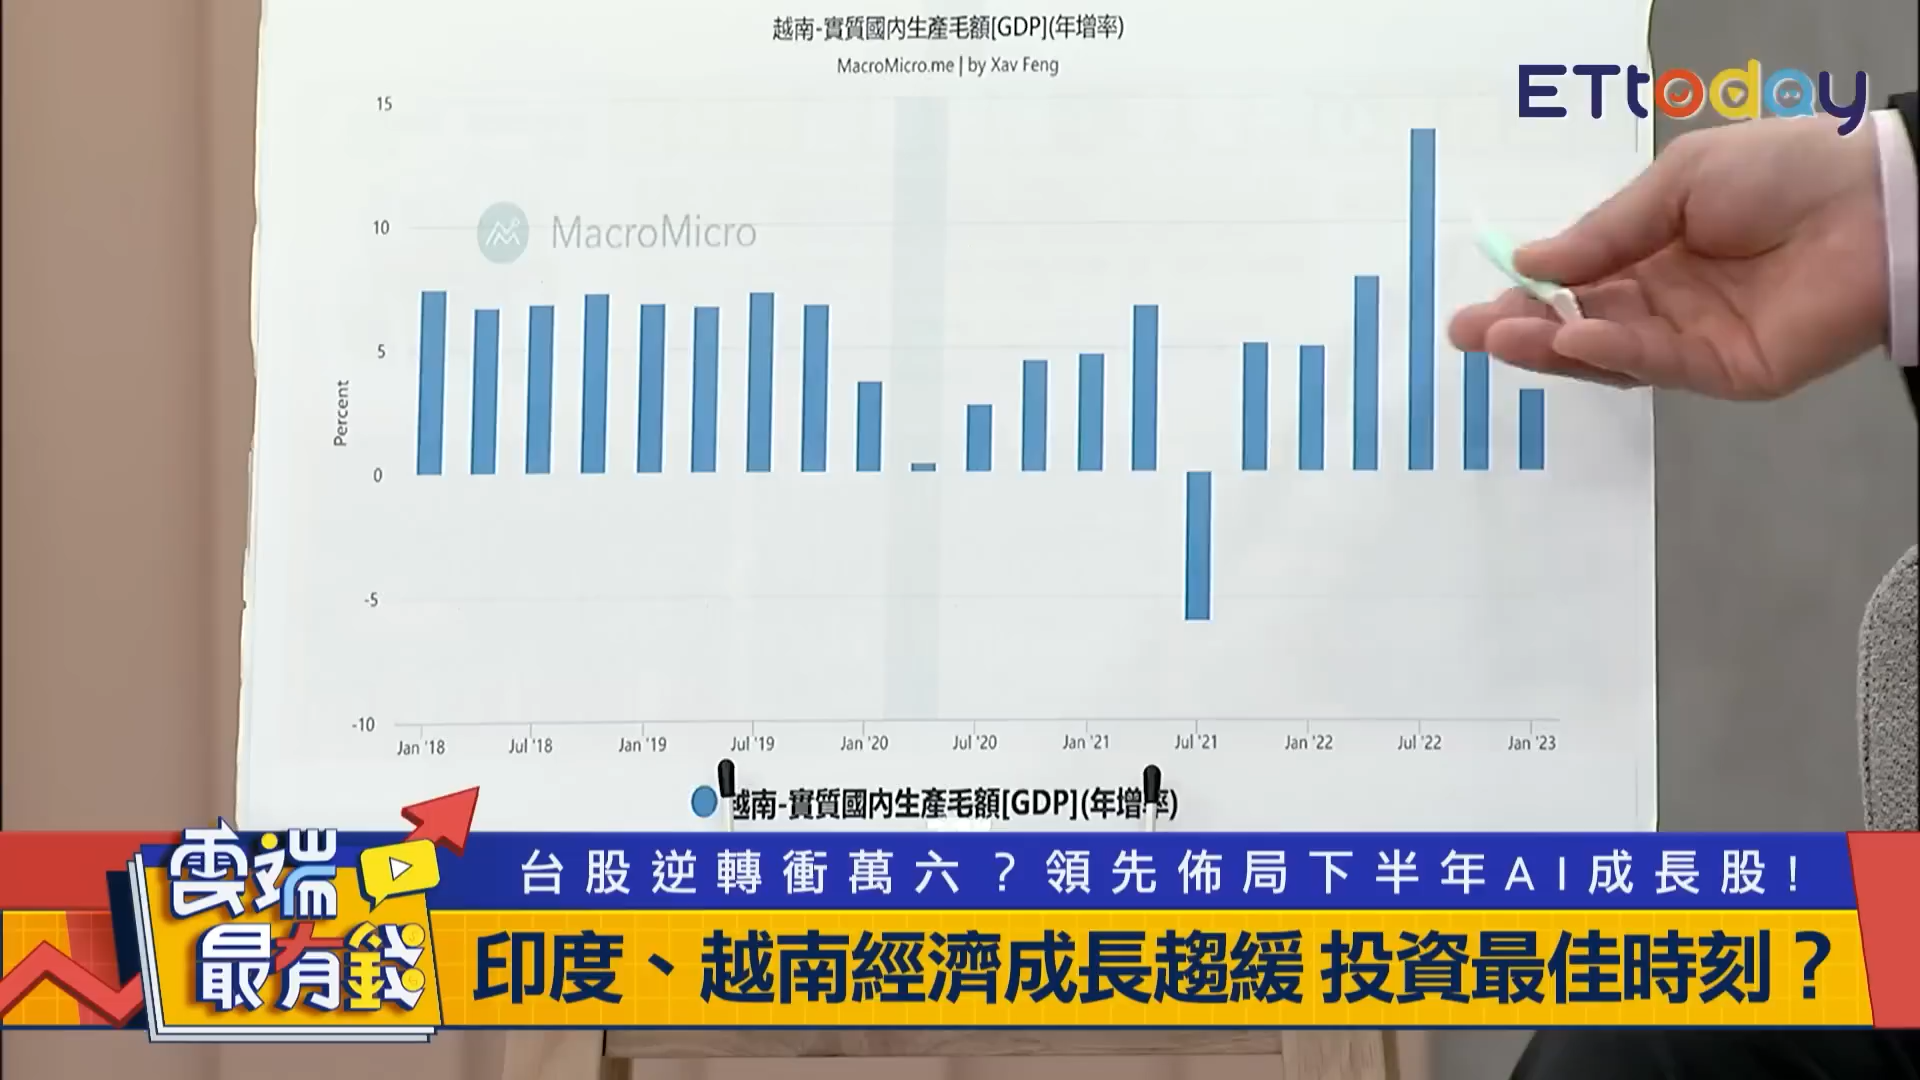 越南-實質國內生產毛額[GDP](年增率)
MacroMicro.me | by Xav Feng
ETtoday
15
10
5
0
-5
-10
Percent
MacroMicro
Jan '18 Jul '18 Jan '19 Jul '19 Jan '20 Jul '20 Jan '21 Jul '21 Jan '22 Jul '22 Jan '23
越南-實質國內生產毛額[GDP](年增率)
台股逆轉衝萬六？領先佈局下半年AI成長股!
雲端
最有錢
印度、越南經濟成長趨緩 投資最佳時刻？